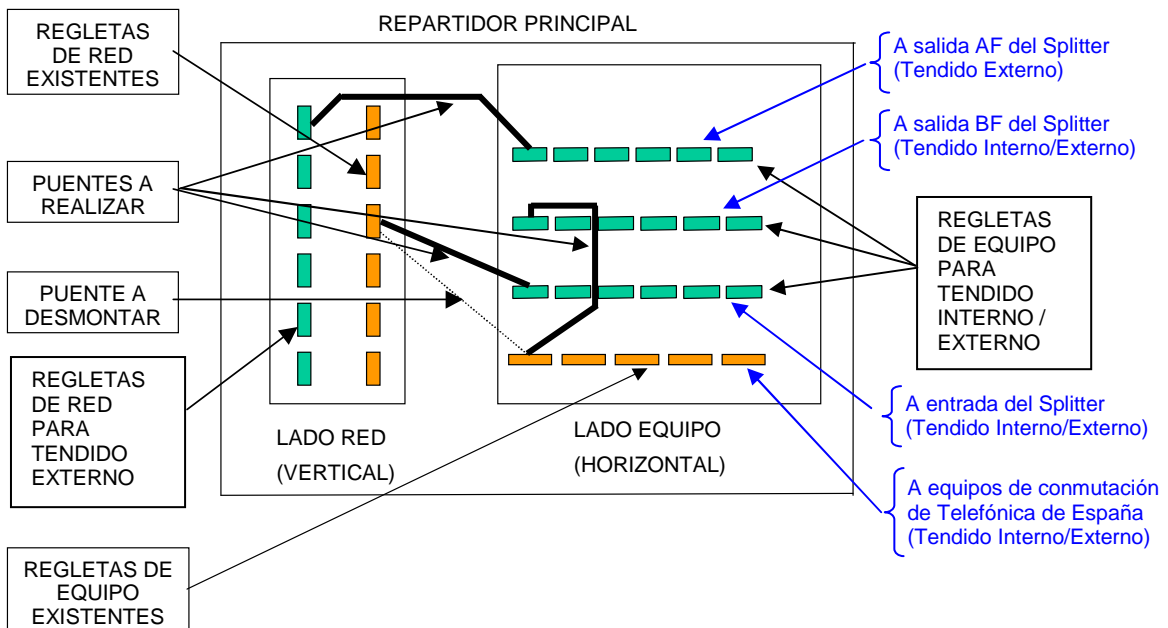 REPARTIDOR PRINCIPAL
REGLETAS
DE RED
EXISTENTES
PUENTES A
REALIZAR
PUENTE A
DESMONTAR
REGLETAS
DE RED
PARA
TENDIDO
EXTERNO
REGLETAS DE
EQUIPO
EXISTENTES
LADO RED
(VERTICAL)
LADO EQUIPO
(HORIZONTAL)
A salida AF del Splitter
(Tendido Externo)
A salida BF del Splitter
(Tendido Interno/Externo)
REGLETAS
DE EQUIPO
PARA
TENDIDO
INTERNO /
EXTERNO
A entrada del Splitter
(Tendido Interno/Externo)
A equipos de conmutación
de Telefónica de España
(Tendido Interno/Externo)